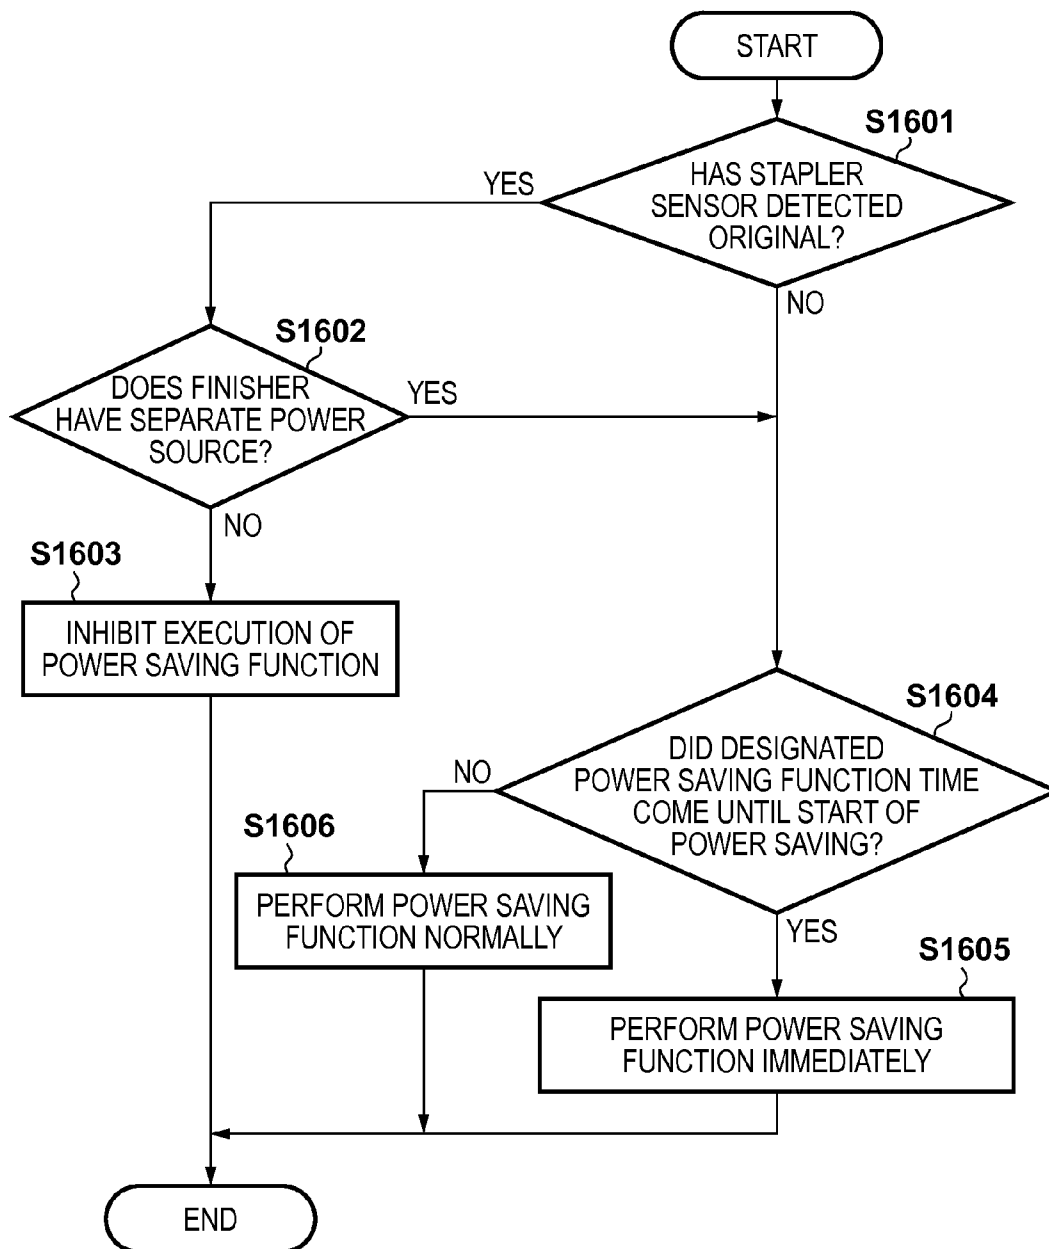 START
S1601
HAS STAPLER
SENSOR DETECTED
ORIGINAL?
YES
NO
S1602
DOES FINISHER
HAVE SEPARATE POWER
SOURCE?
YES
NO
S1603
INHIBIT EXECUTION OF
POWER SAVING FUNCTION
S1604
DID DESIGNATED
POWER SAVING FUNCTION TIME
COME UNTIL START OF
POWER SAVING?
NO
YES
S1606
PERFORM POWER SAVING
FUNCTION NORMALLY
S1605
PERFORM POWER SAVING
FUNCTION IMMEDIATELY
END